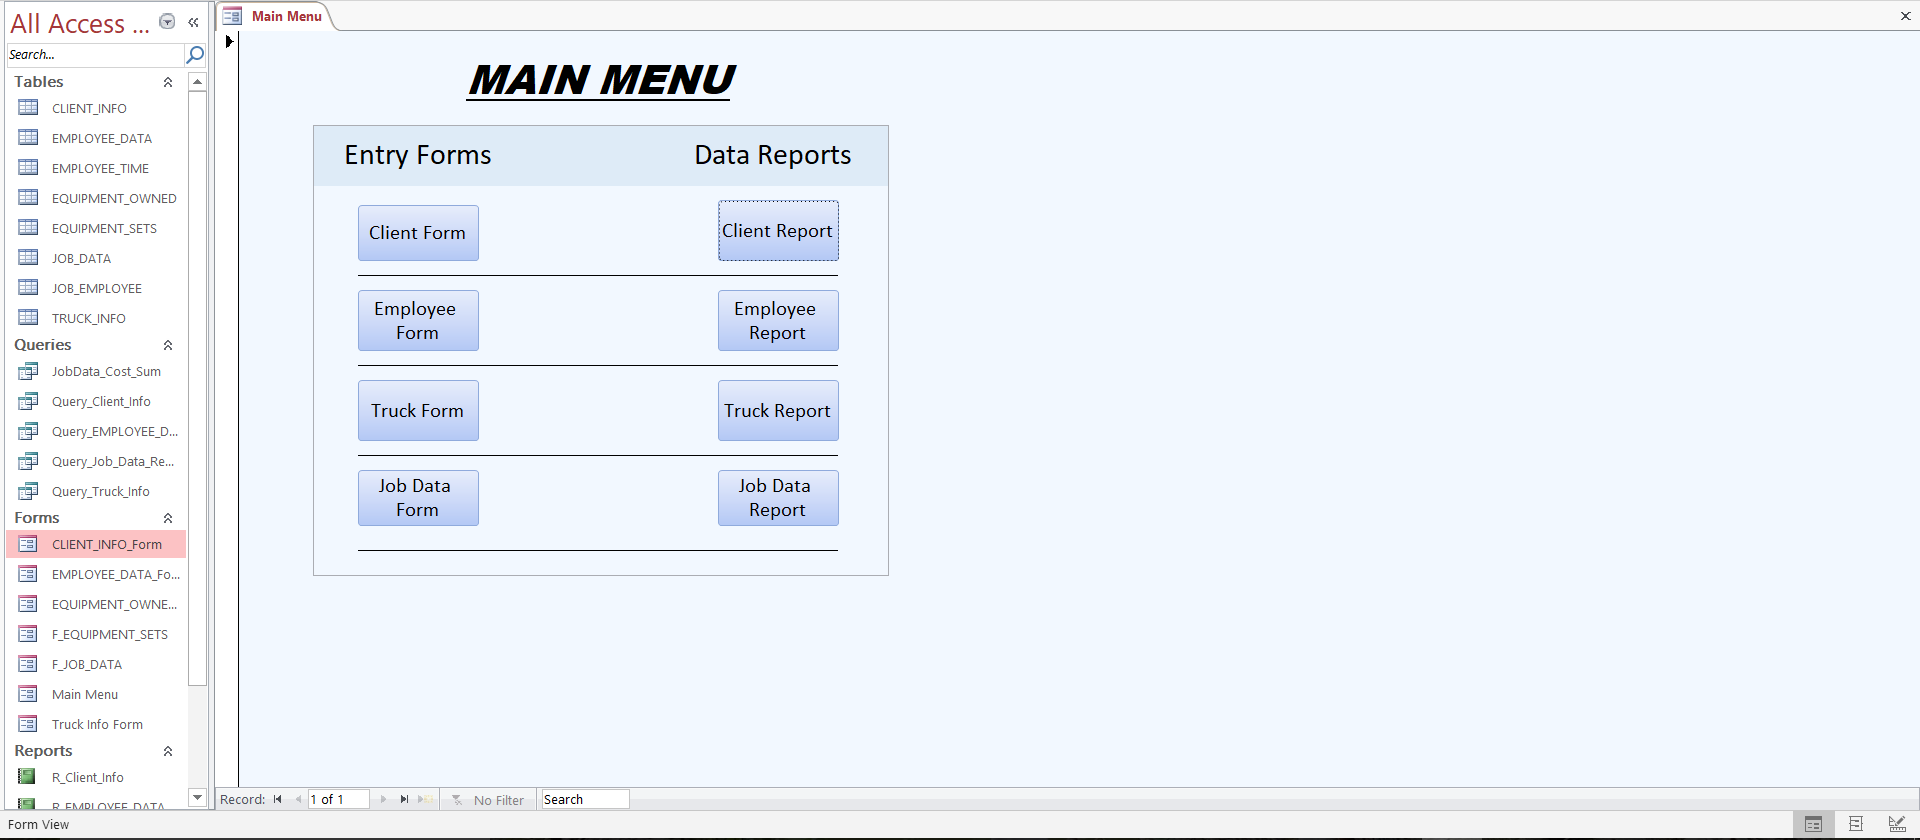 All Access ...
Search...
Tables
CLIENT_INFO
EMPLOYEE_DATA
EMPLOYEE_TIME
EQUIPMENT_OWNED
EQUIPMENT_SETS
JOB_DATA
JOB_EMPLOYEE
TRUCK_INFO
Queries
JobData_Cost_Sum
Query_Client_Info
Query_EMPLOYEE_D...
Query_Job_Data_Re...
Query_Truck_Info
Forms
CLIENT_INFO_Form
EMPLOYEE_DATA_Fo...
EQUIPMENT_OWNE...
F_EQUIPMENT_SETS
F_JOB_DATA
Main Menu
Truck Info Form
Reports
R_Client_Info
R_EMPLOYEE_DATA
Main Menu
MAIN MENU
Entry Forms Data Reports
Client Form Client Report
Employee Form Employee Report
Truck Form Truck Report
Job Data Form Job Data Report
Record: 1 of 1 No Filter Search
Form View